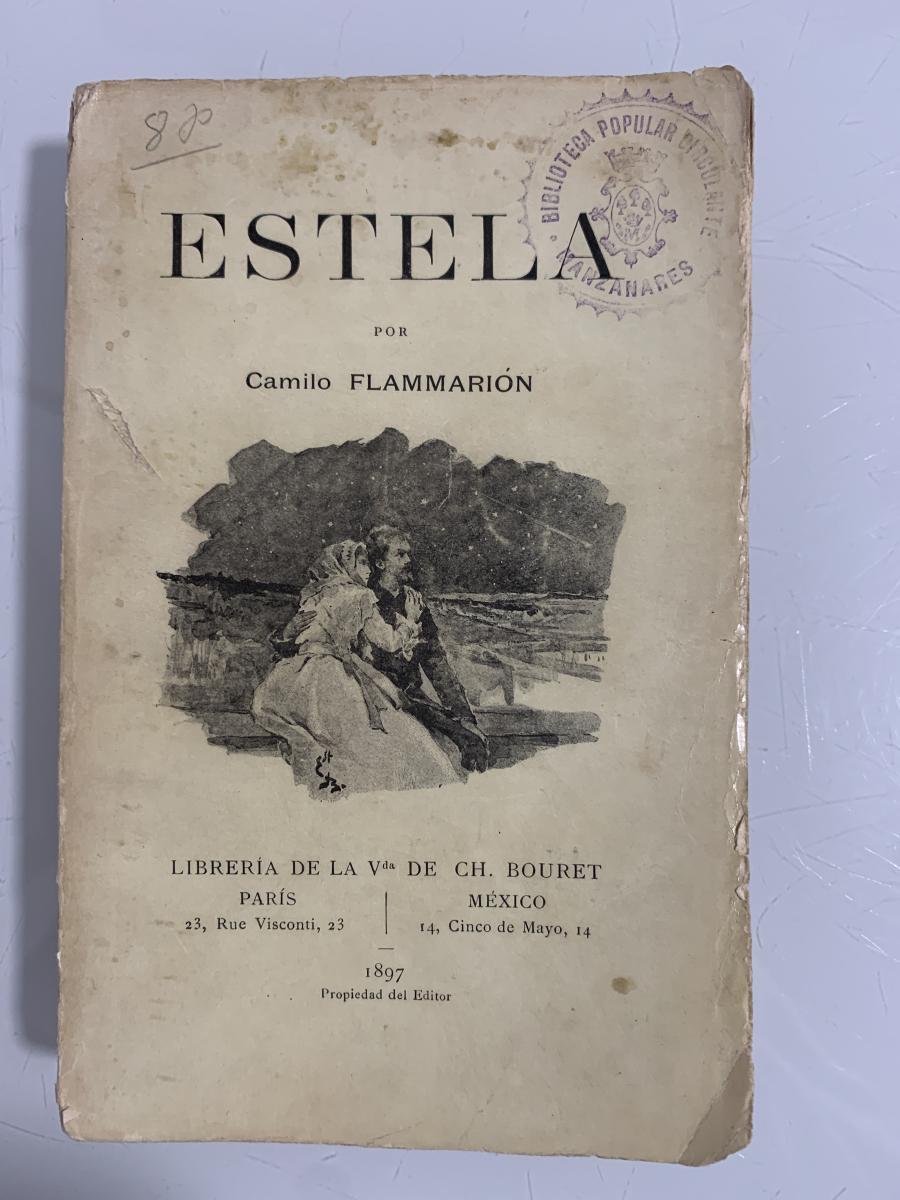 8
BIBLIOTECA POPULAR CIRCULANTE
MANZANARES
ESTELA
POR
Camilo FLAMMARIÓN
LIBRERÍA DE LA Vda DE CH. BOURET
PARÍS
23, Rue Visconti, 23
MÉXICO
14, Cinco de Mayo, 14
1897
Propiedad del Editor